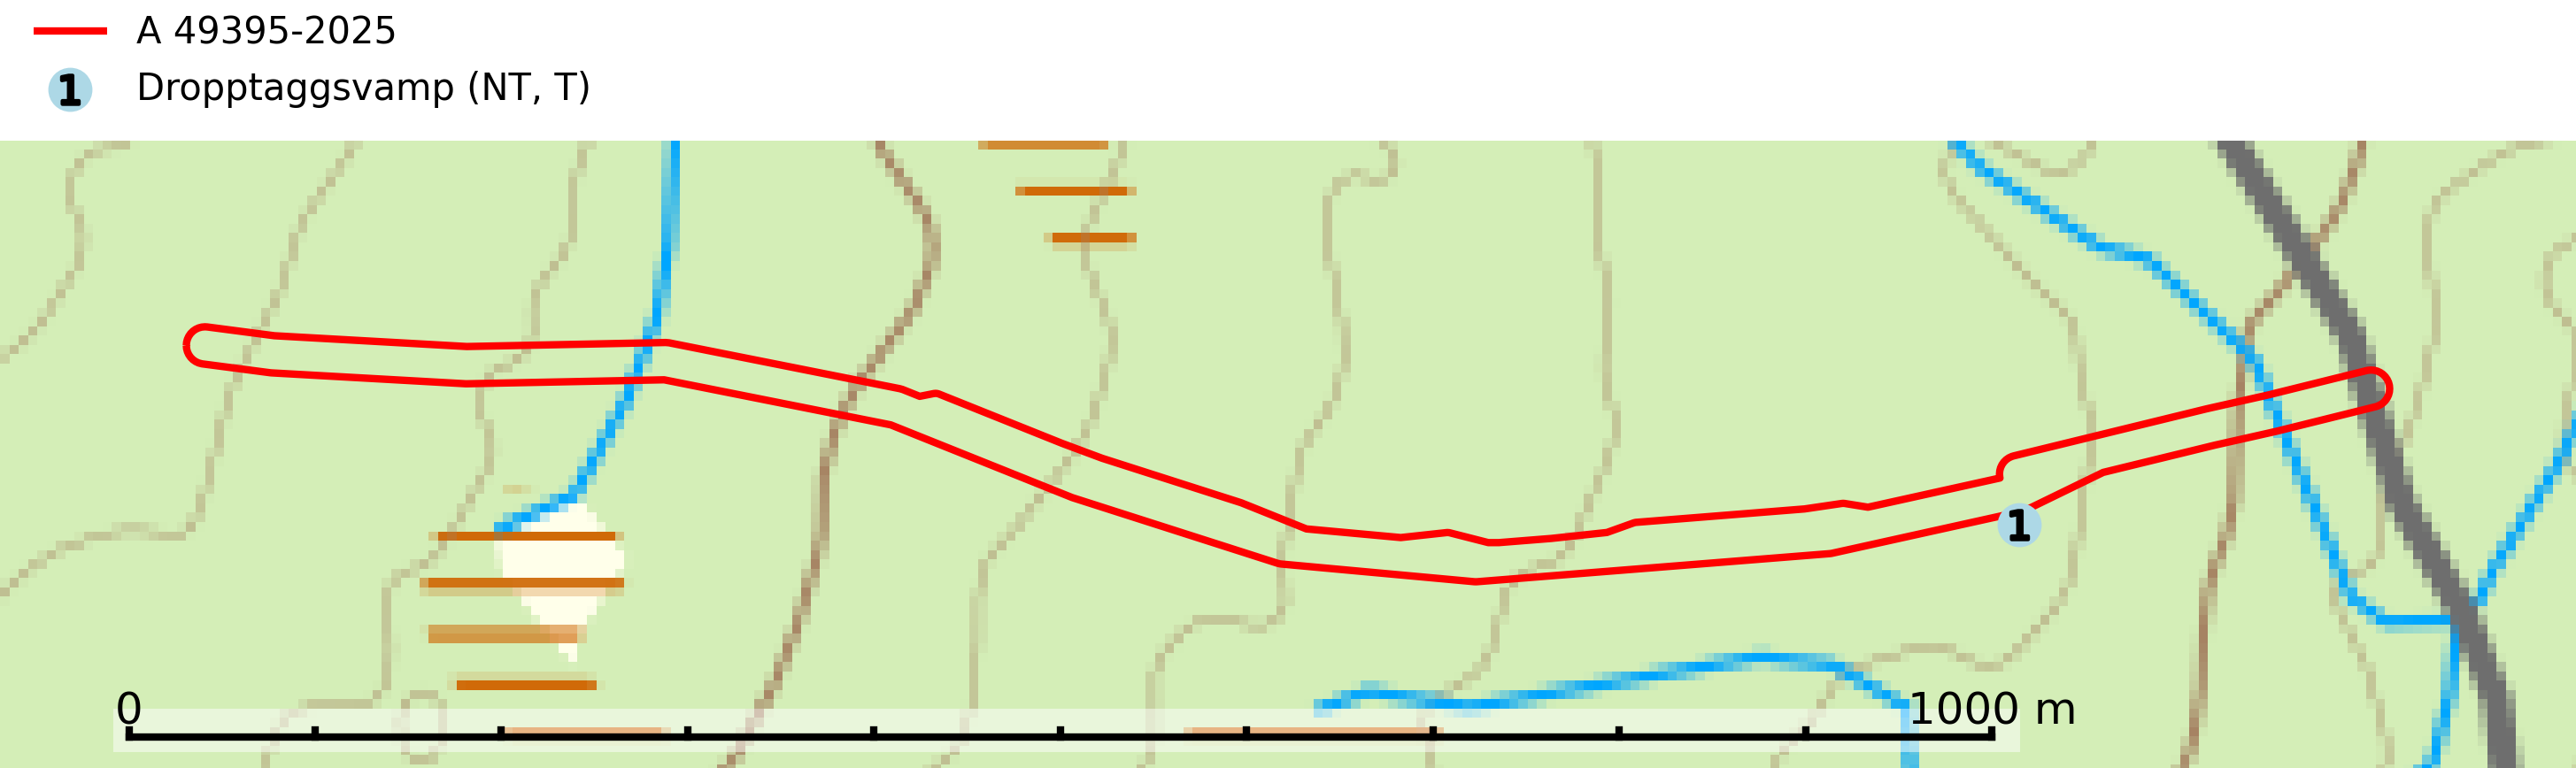 A 49395-2025
1 Dropptaggsvamp (NT, T)
1
0 1000 m